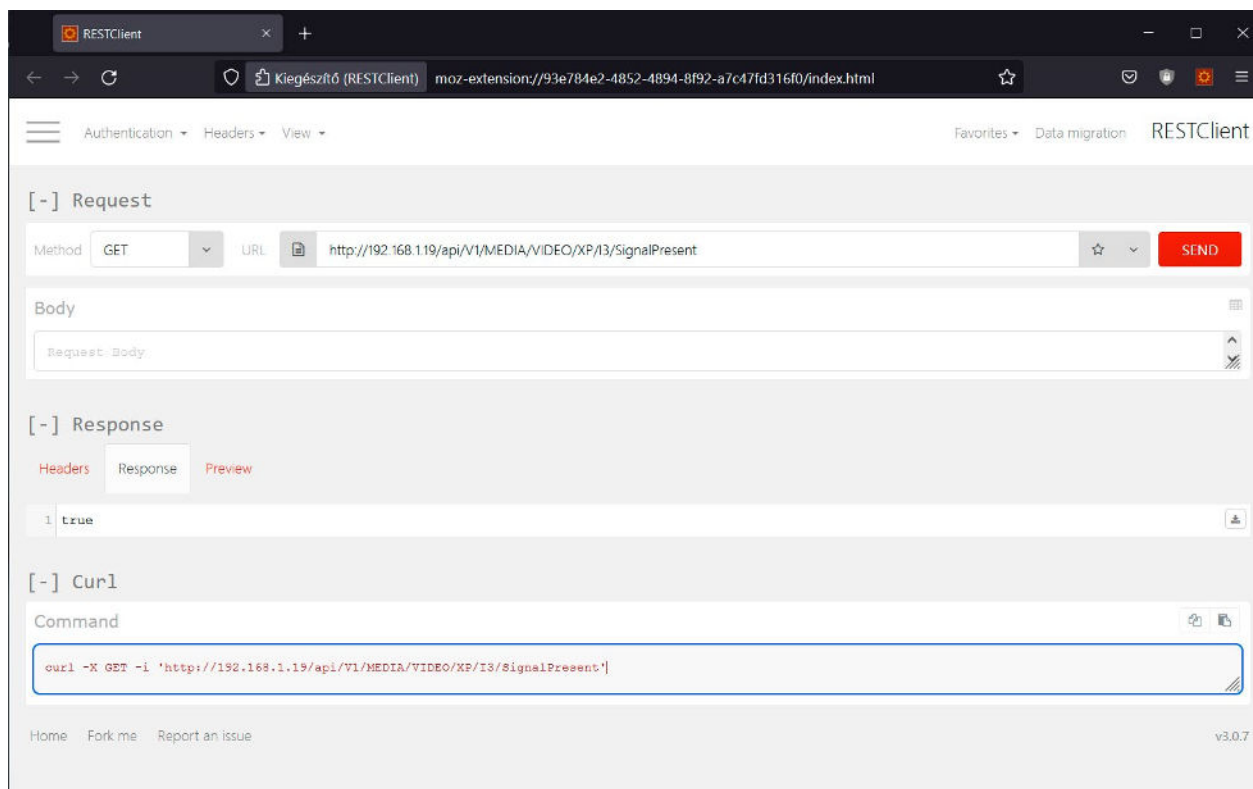 RESTClient
Kiegészítő (RESTClient) moz-extension://93e784e2-4852-4894-8f92-a7c47fd316f0/index.html
Authentication Headers View Favorites Data migration RESTClient
[-] Request
Method GET URL http://192.168.1.19/api/V1/MEDIA/VIDEO/XP/I3/SignalPresent SEND
Body
Request Body
[-] Response
Headers Response Preview
1 true
[-] Curl
Command
curl -X GET -i 'http://192.168.1.19/api/V1/MEDIA/VIDEO/XP/I3/SignalPresent'
Home Fork me Report an issue v3.0.7